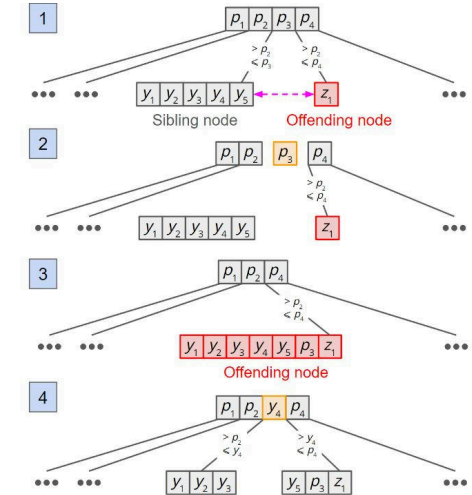 1
p1 p2 p3 p4
> p2
⩽ p3
> p2
⩽ p4
●●● ●●● ●●●
y1 y2 y3 y4 y5 z1
Sibling node Offending node
2
p1 p2 p3 p4
> p2
⩽ p4
●●● ●●● ●●●
y1 y2 y3 y4 y5 z1
3
p1 p2 p4
> p2
⩽ p4
●●● ●●● ●●●
y1 y2 y3 y4 y5 p3 z1
Offending node
4
p1 p2 y4 p4
> p2
⩽ y4
> y4
⩽ p4
●●● ●●● ●●●
y1 y2 y3 y5 p3 z1